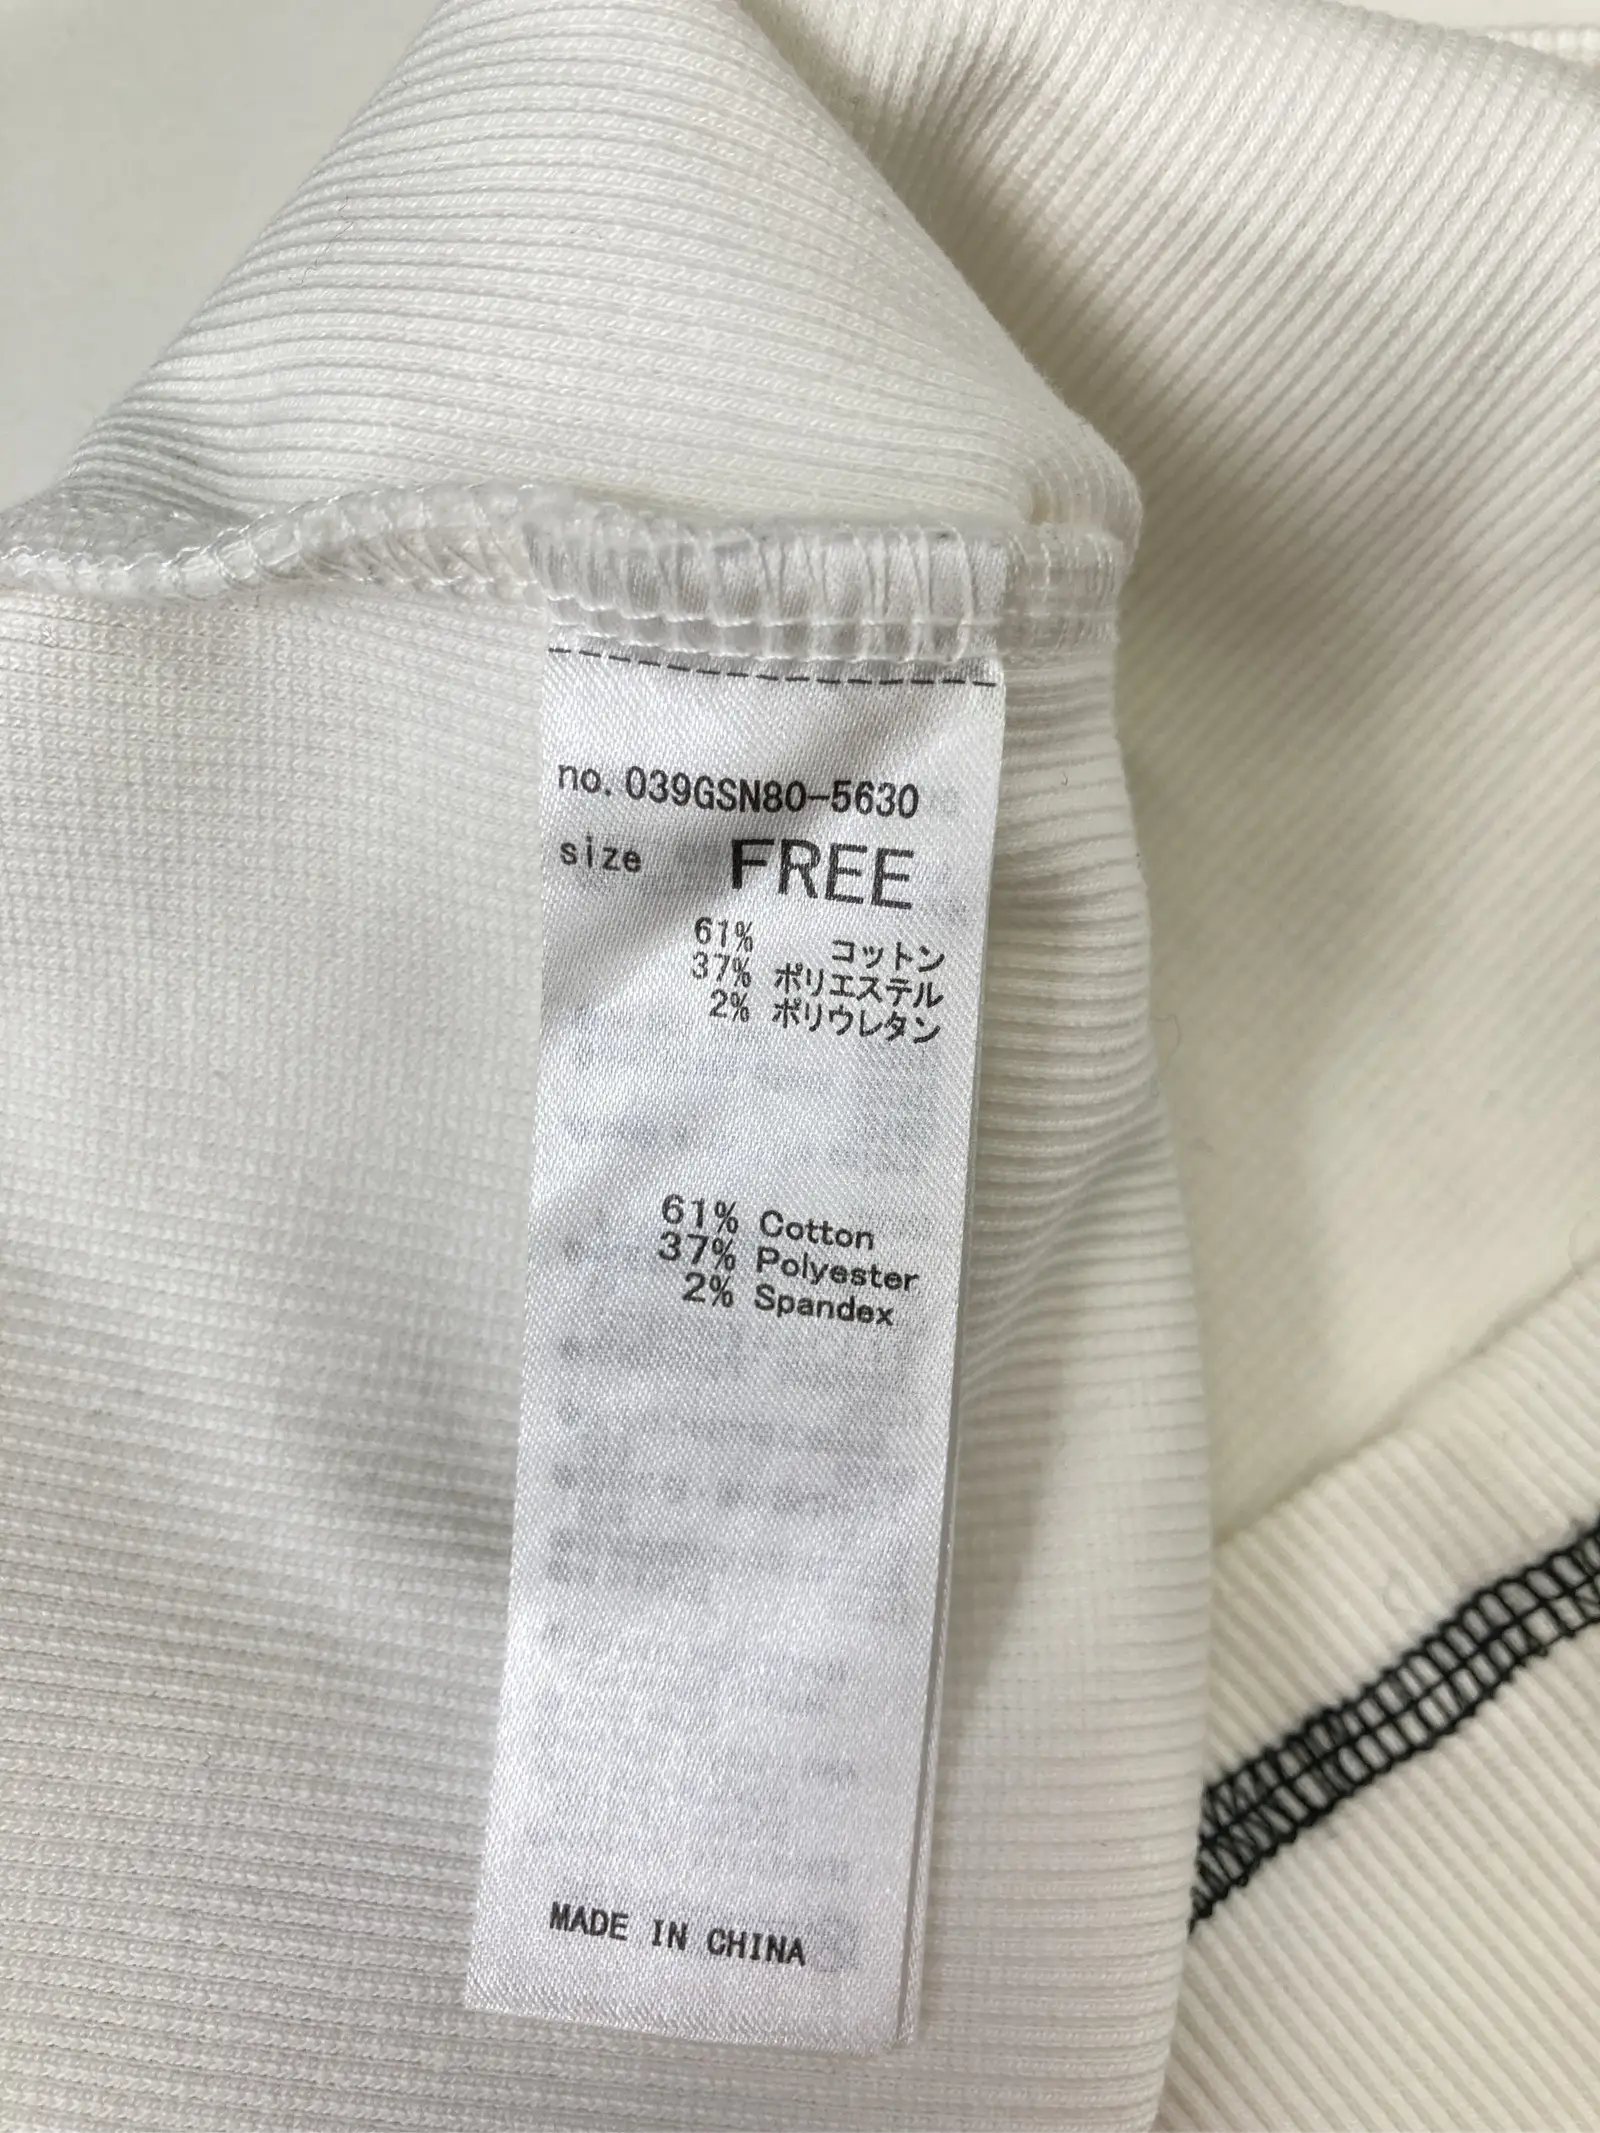 no. 039GSN80-5630
size FREE
61% コットン
37% ポリエステル
2% ポリウレタン
61% Cotton
37% Polyester
2% Spandex
MADE IN CHINA